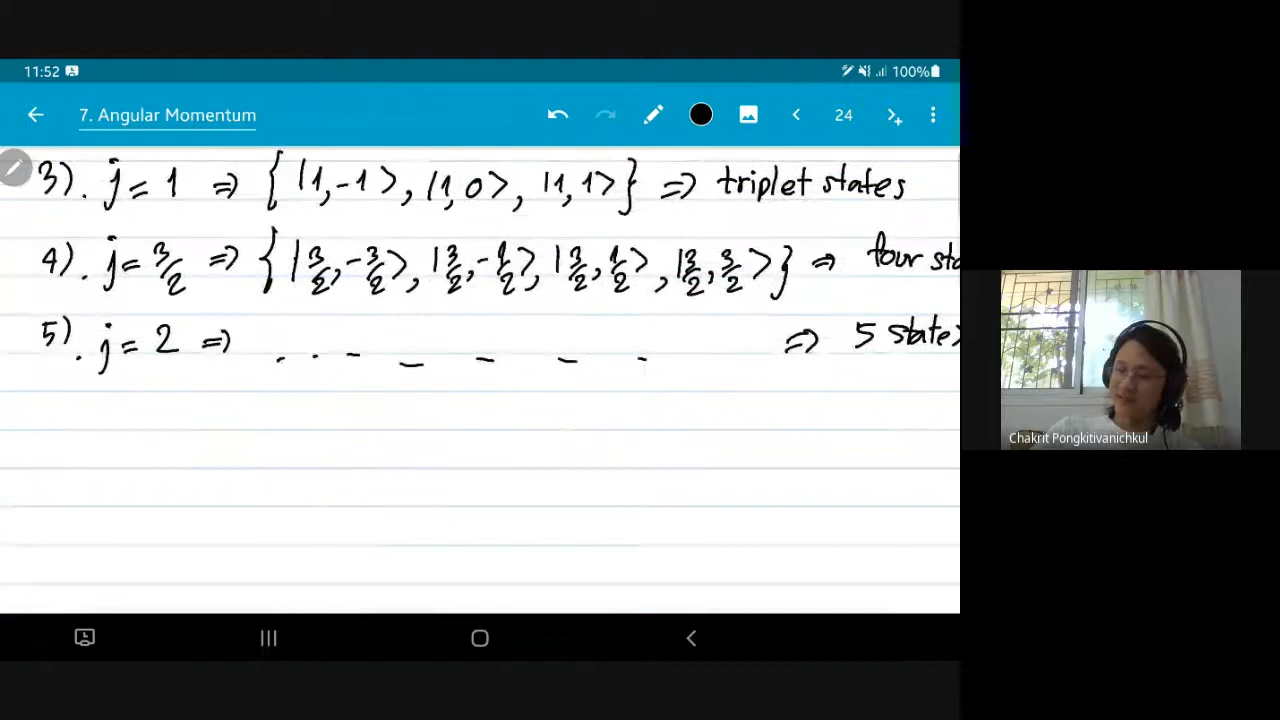 11:52 100%
7. Angular Momentum 24
3). j = 1 => { |1, -1>, |1, 0>, |1, 1> } => triplet states
4). j = 3/2 => { |3/2, -3/2>, |3/2, -1/2>, |3/2, 1/2>, |3/2, 3/2> } => four sta
5). j = 2 => . . - _ - - . => 5 states
Chakrit Pongkitivanichkul